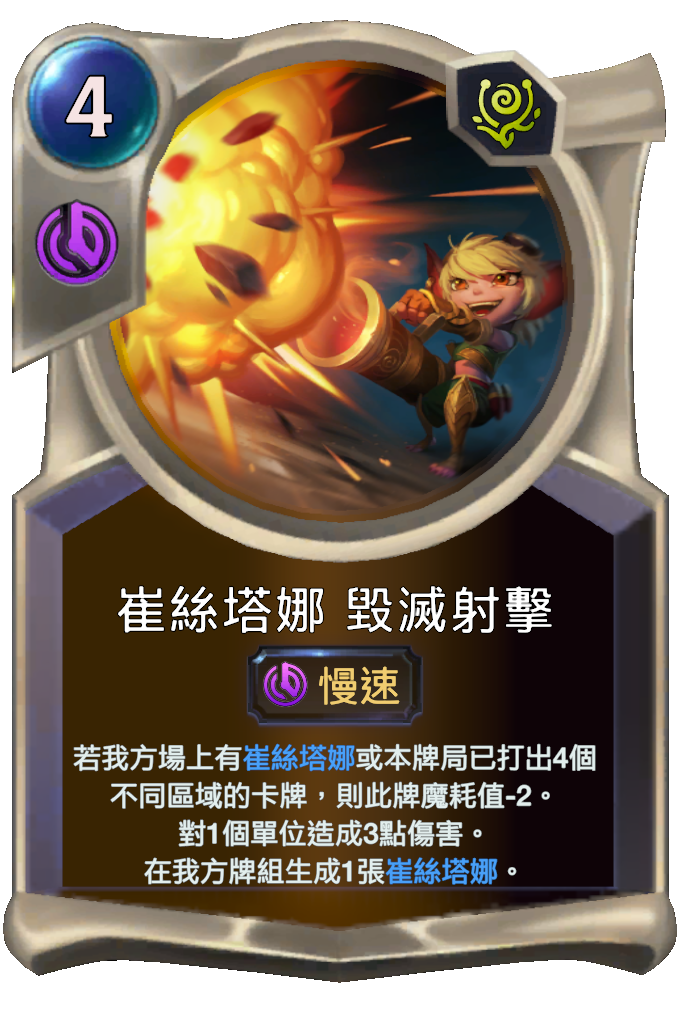 4
崔絲塔娜 毀滅射擊
慢速
若我方場上有崔絲塔娜或本牌局已打出4個
不同區域的卡牌，則此牌魔耗值-2。
對1個單位造成3點傷害。
在我方牌組生成1張崔絲塔娜。